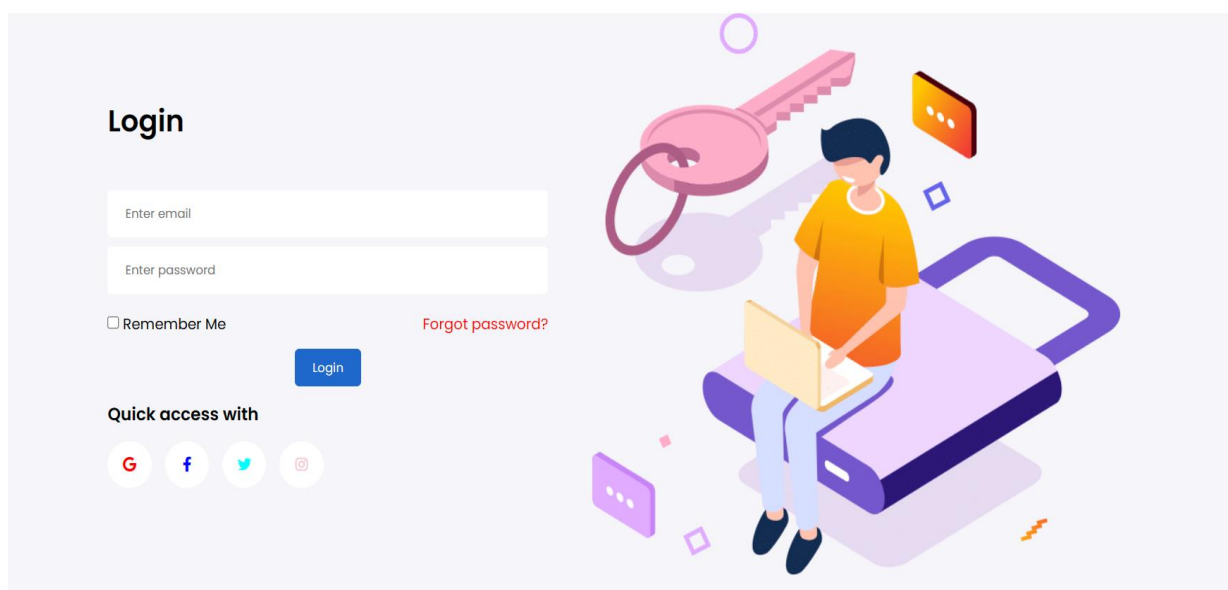 Login
Enter email
Enter password
Remember Me
Forgot password?
Login
Quick access with